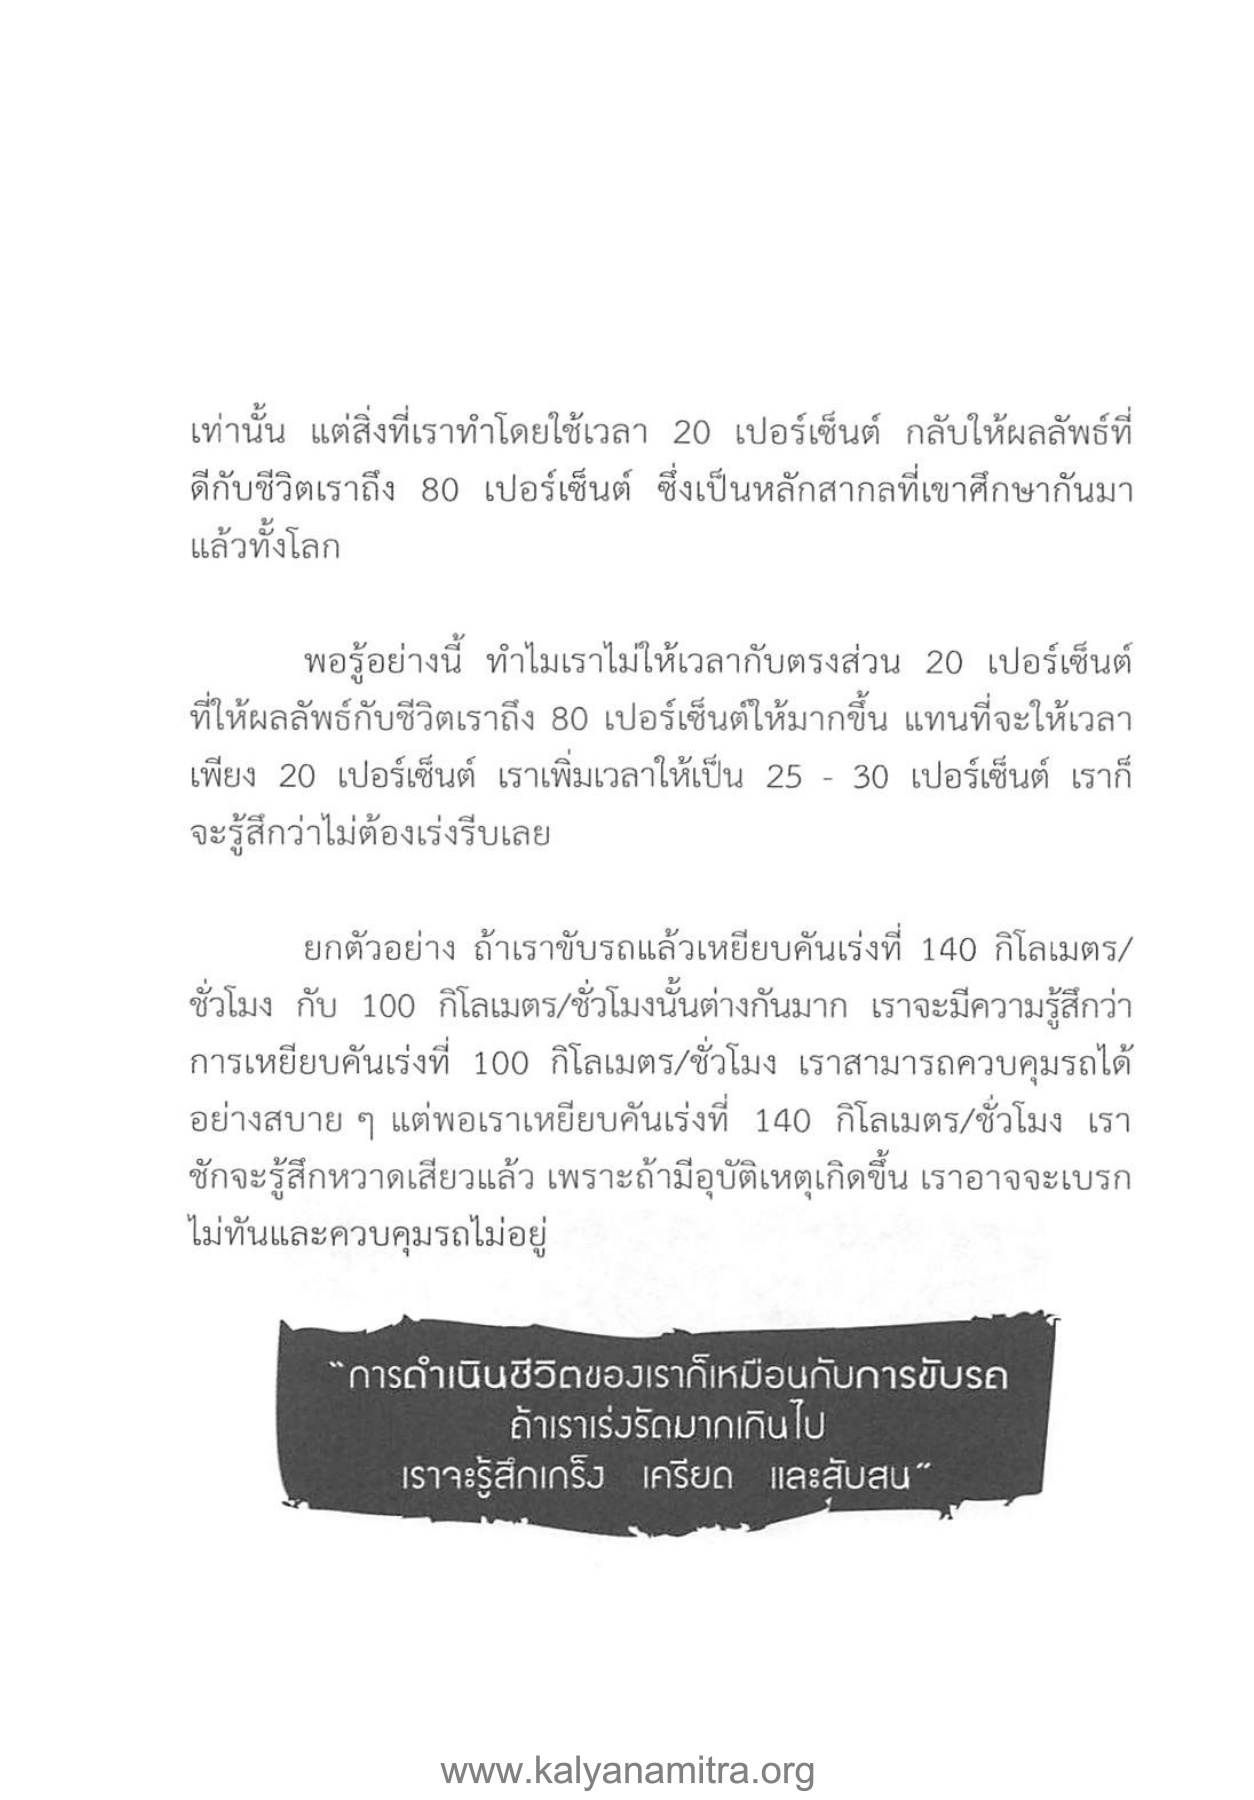 เท่านั้น แต่สิ่งที่เราทำโดยใช้เวลา 20 เปอร์เซ็นต์ กลับให้ผลลัพธ์ที่
ดีกับชีวิตเราถึง 80 เปอร์เซ็นต์ ซึ่งเป็นหลักสากลที่เขาศึกษากันมา
แล้วทั้งโลก
พอรู้อย่างนี้ ทำไมเราไม่ให้เวลากับตรงส่วน 20 เปอร์เซ็นต์
ที่ให้ผลลัพธ์กับชีวิตเราถึง 80 เปอร์เซ็นต์ให้มากขึ้น แทนที่จะให้เวลา
เพียง 20 เปอร์เซ็นต์ เราเพิ่มเวลาให้เป็น 25 - 30 เปอร์เซ็นต์ เราก็
จะรู้สึกว่าไม่ต้องเร่งรีบเลย
ยกตัวอย่าง ถ้าเราขับรถแล้วเหยียบคันเร่งที่ 140 กิโลเมตร/
ชั่วโมง กับ 100 กิโลเมตร/ชั่วโมงนั้นต่างกันมาก เราจะมีความรู้สึกว่า
การเหยียบคันเร่งที่ 100 กิโลเมตร/ชั่วโมง เราสามารถควบคุมรถได้
อย่างสบาย ๆ แต่พอเราเหยียบคันเร่งที่ 140 กิโลเมตร/ชั่วโมง เรา
ชักจะรู้สึกหวาดเสียวแล้ว เพราะถ้ามีอุบัติเหตุเกิดขึ้น เราอาจจะเบรก
ไม่ทันและควบคุมรถไม่อยู่
“การดำเนินชีวิตของเราก็เหมือนกับการขับรถ
ถ้าเราเร่งรัดมากเกินไป
เราจะรู้สึกเกร็ง เครียด และสับสน”
www.kalyanamitra.org